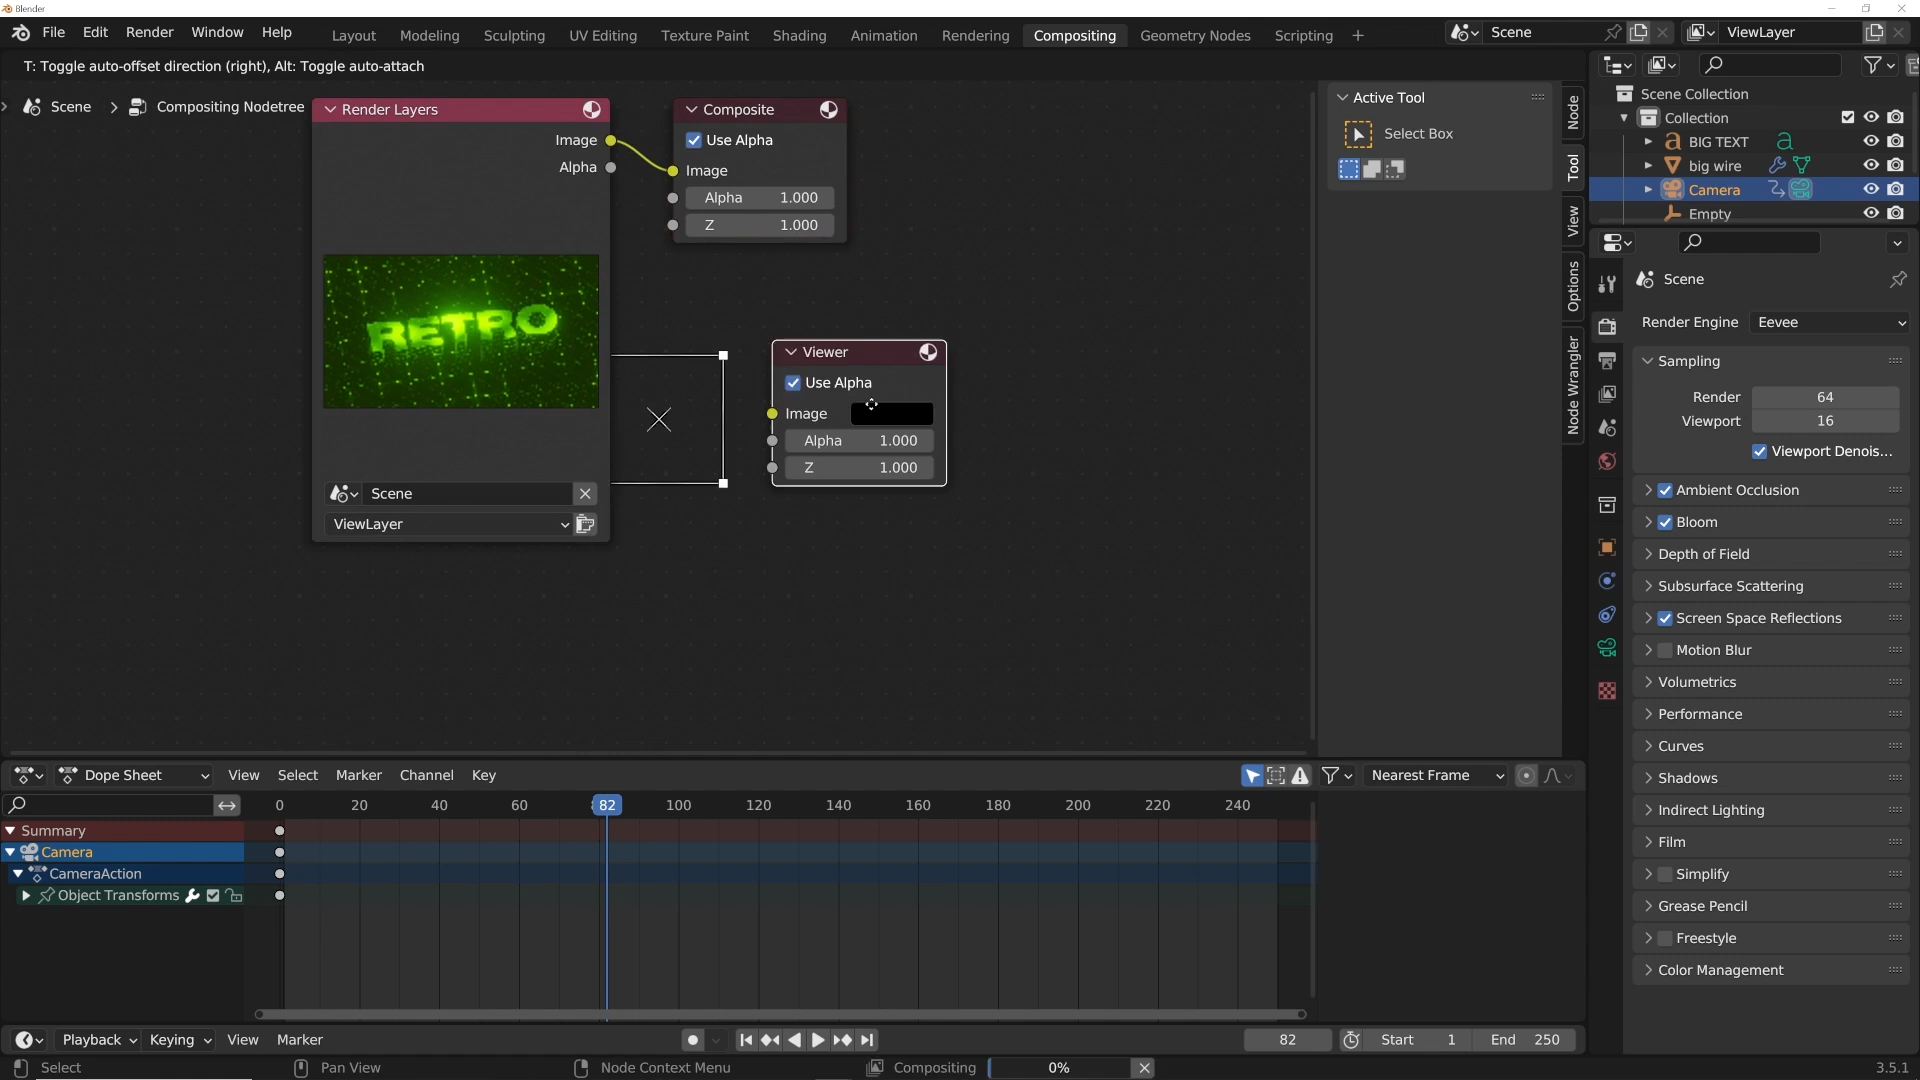 Blender
File Edit Render Window Help
Layout Modeling Sculpting UV Editing Texture Paint Shading Animation Rendering Compositing Geometry Nodes Scripting +
Scene
ViewLayer
T: Toggle auto-offset direction (right), Alt: Toggle auto-attach
Scene > Compositing Nodetree
Render Layers
Image
Alpha
RETRO
Scene
ViewLayer
Composite
Use Alpha
Image
Alpha 1.000
Z 1.000
Viewer
Use Alpha
Image
Alpha 1.000
Z 1.000
Active Tool
Select Box
Node
Tool
View
Options
Node Wrangler
Scene Collection
Collection
BIG TEXT
big wire
Camera
Empty
Scene
Render Engine Eevee
Sampling
Render 64
Viewport 16
Viewport Denois...
Ambient Occlusion
Bloom
Depth of Field
Subsurface Scattering
Screen Space Reflections
Motion Blur
Volumetrics
Performance
Curves
Shadows
Indirect Lighting
Film
Simplify
Grease Pencil
Freestyle
Color Management
Dope Sheet View Select Marker Channel Key
Nearest Frame
0 20 40 60 82 100 120 140 160 180 200 220 240
Summary
Camera
CameraAction
Object Transforms
Playback Keying View Marker
82 Start 1 End 250
Select Pan View Node Context Menu Compositing 0% 3.5.1